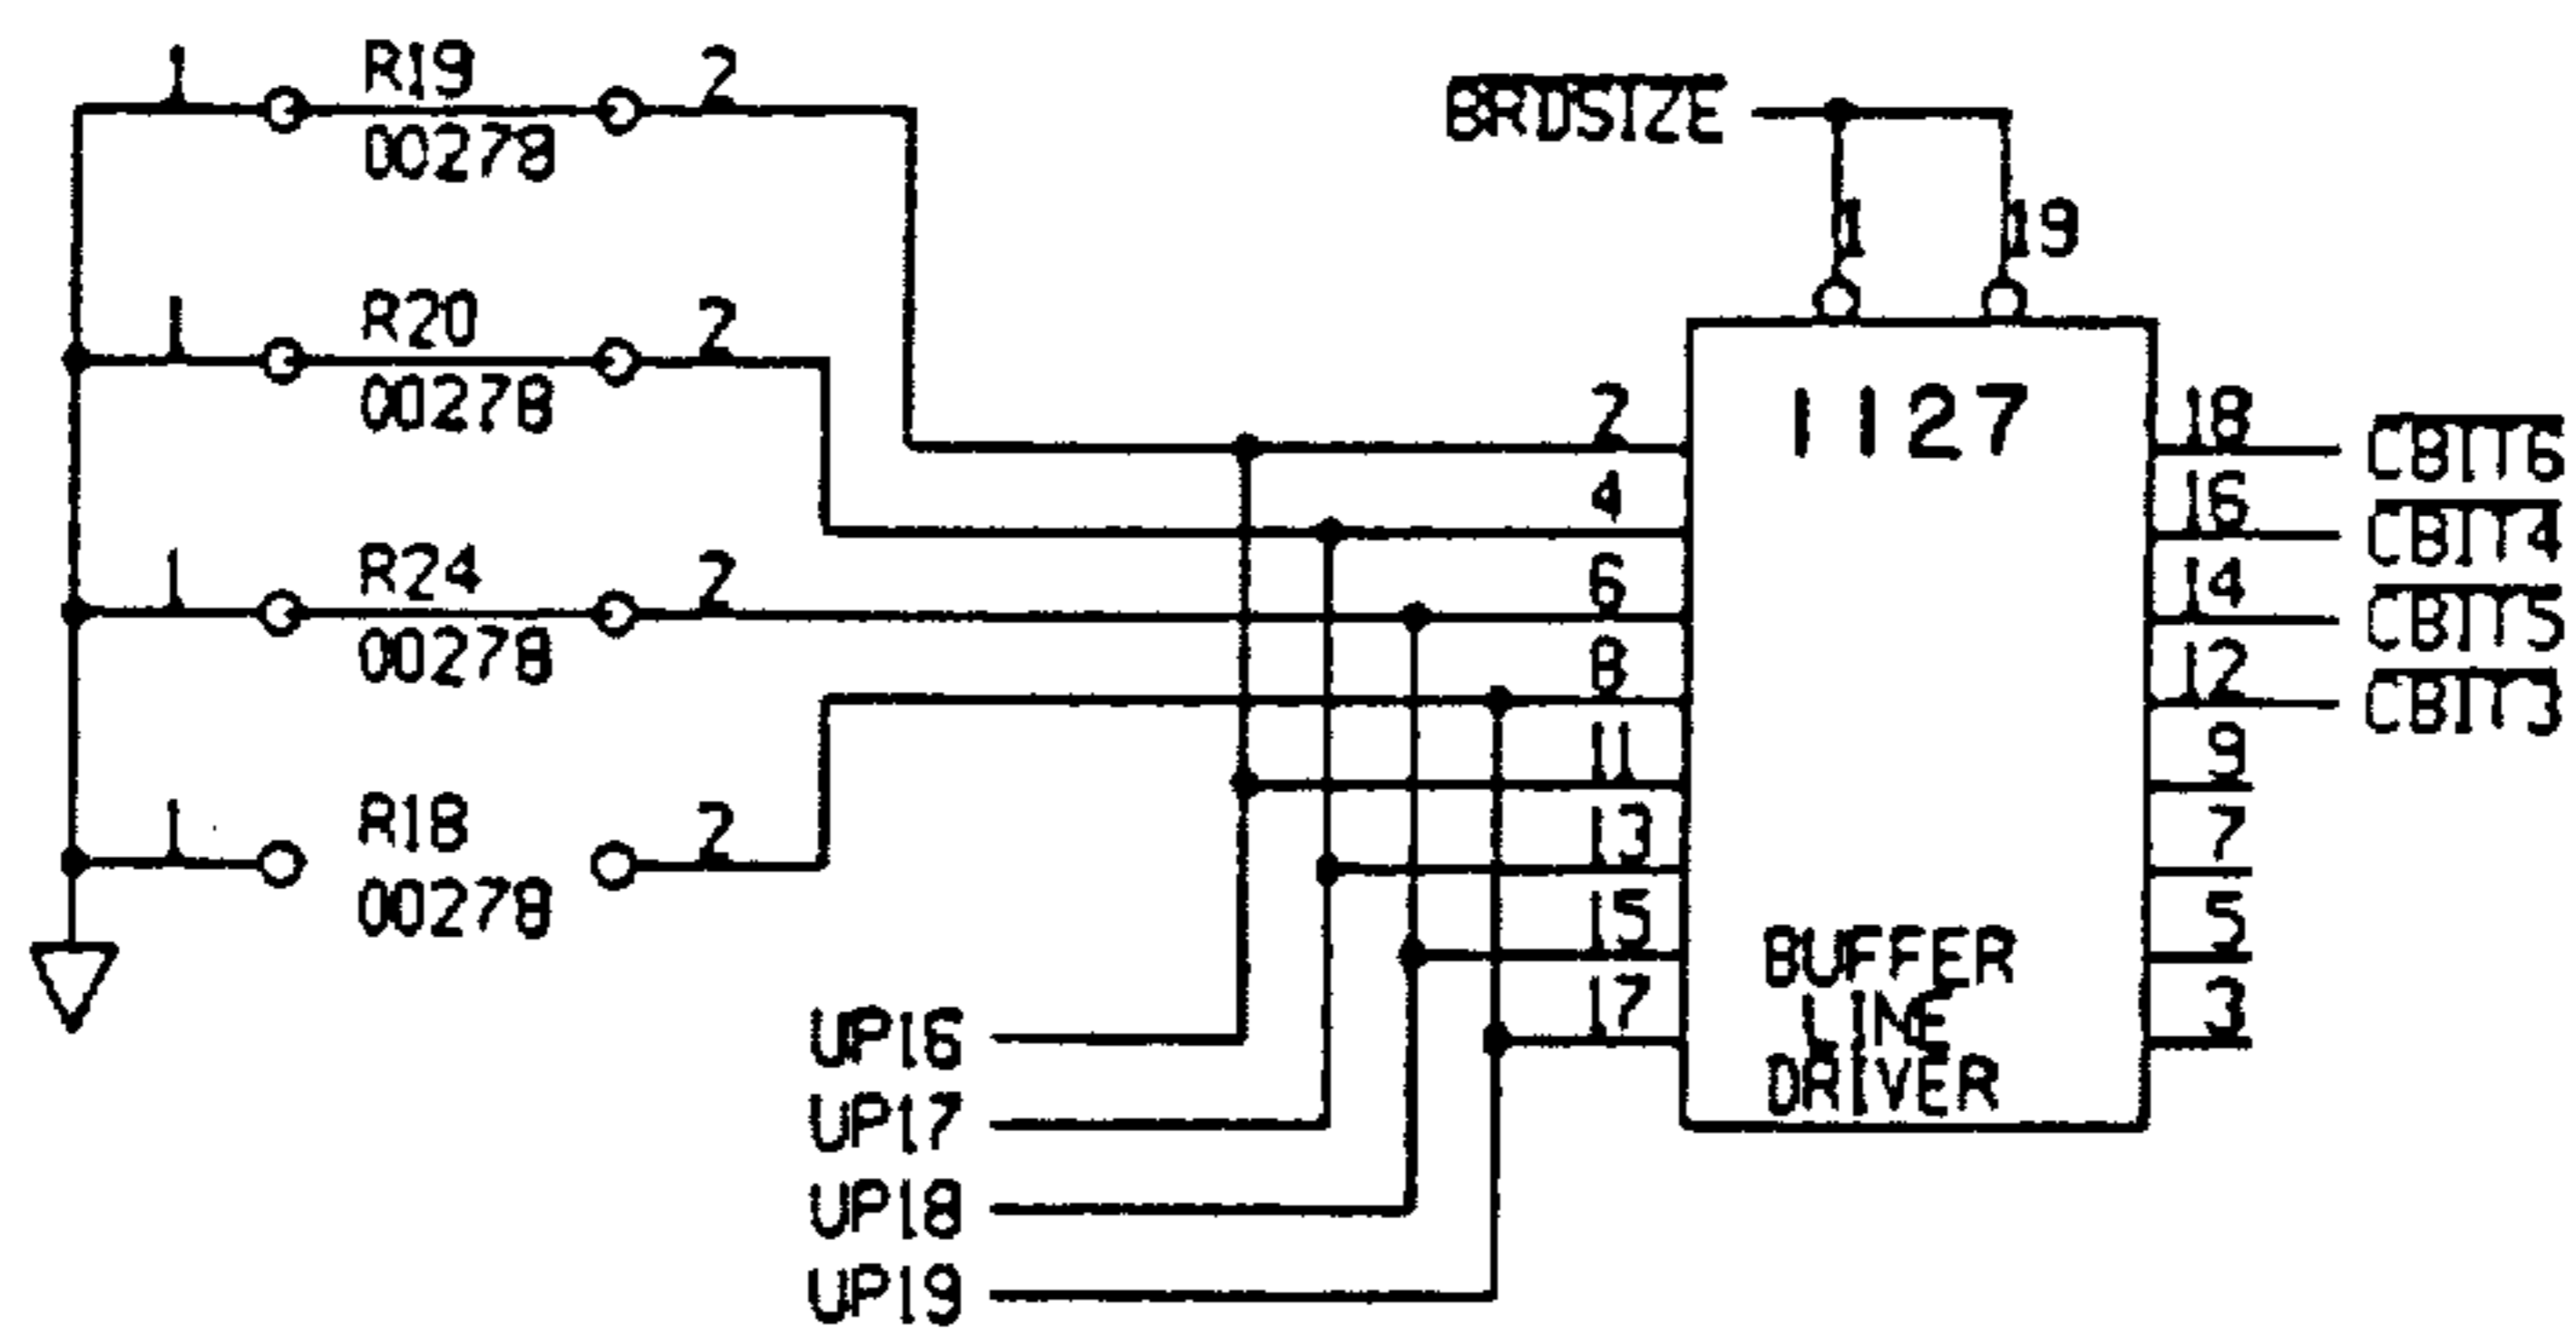 1 R19 2
00278
BRDSIZE
1 19
1 R20 2
00278
1127
2 18 CBIT6
4 16 CBIT4
1 R24 2
00278
6 14 CBIT5
8 12 CBIT3
11 9
1 R18 2
00278
13 7
15 5
17 3
BUFFER
LINE
DRIVER
UP16
UP17
UP18
UP19